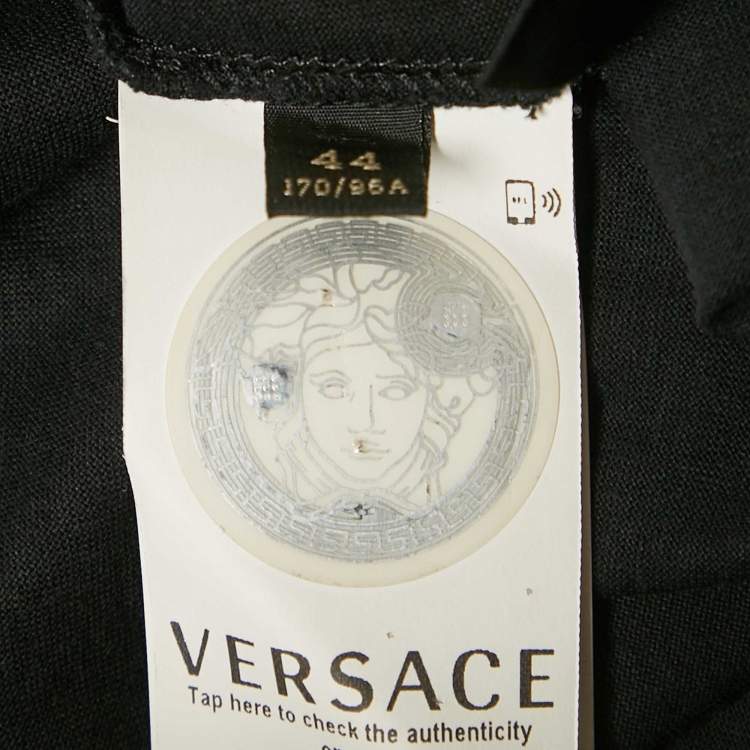 44
170/96A
VERSACE
Tap here to check the authenticity